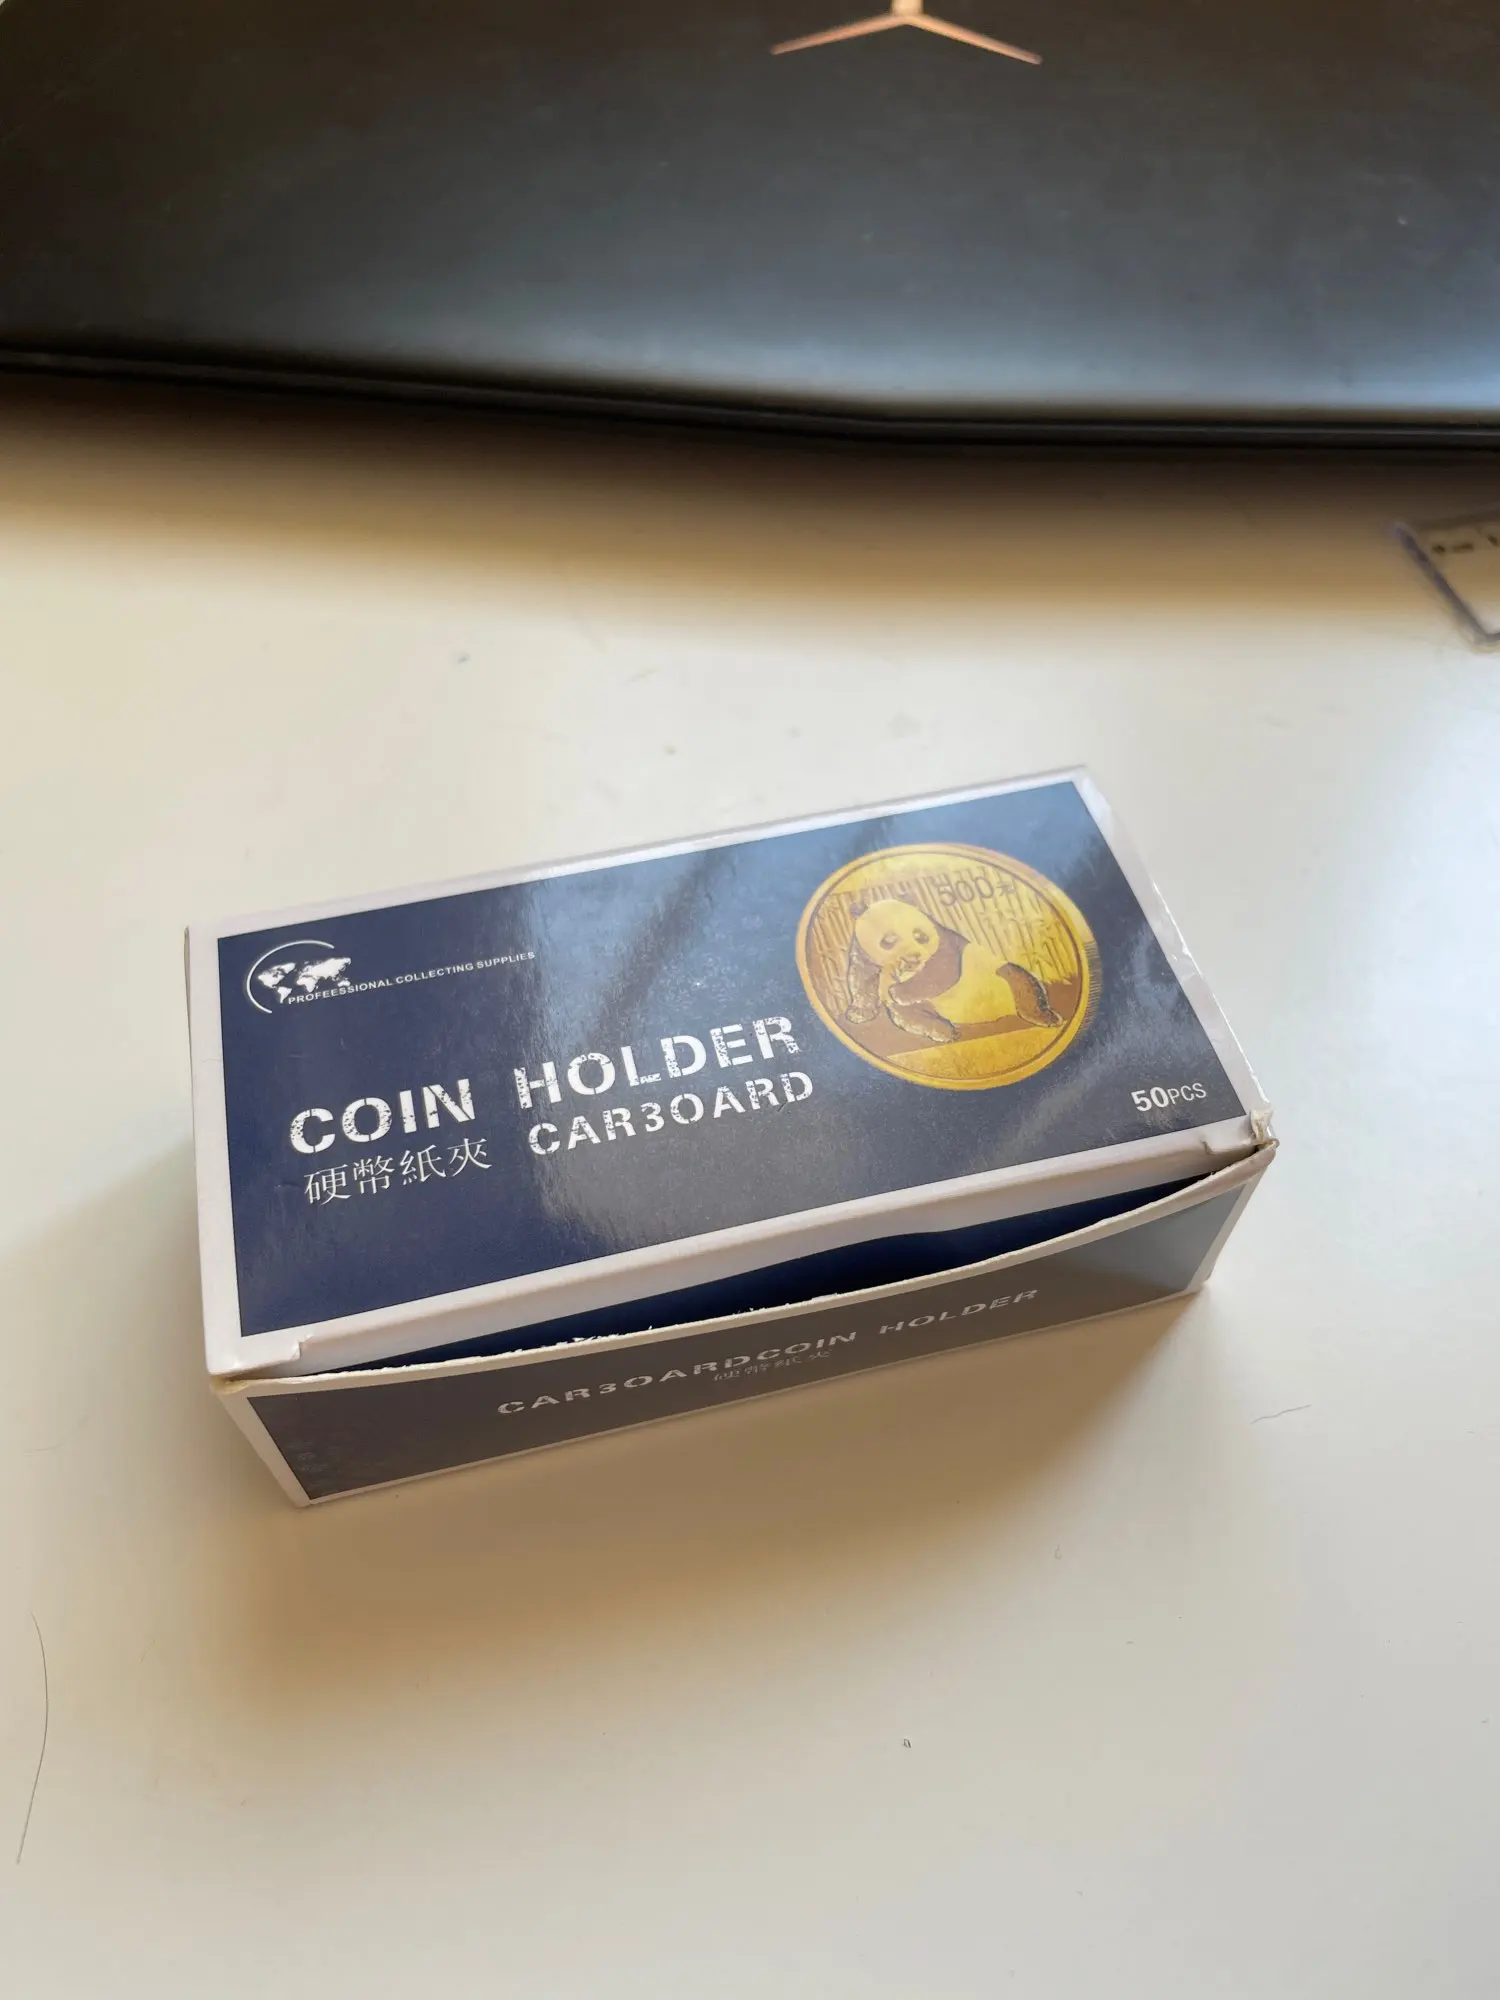 PROFEESSIONAL COLLECTING SUPPLIES
500元
COIN HOLDER
硬幣紙夾 CAR3OARD
50PCS
CAR3OARDCOIN HOLDER
硬幣紙夾